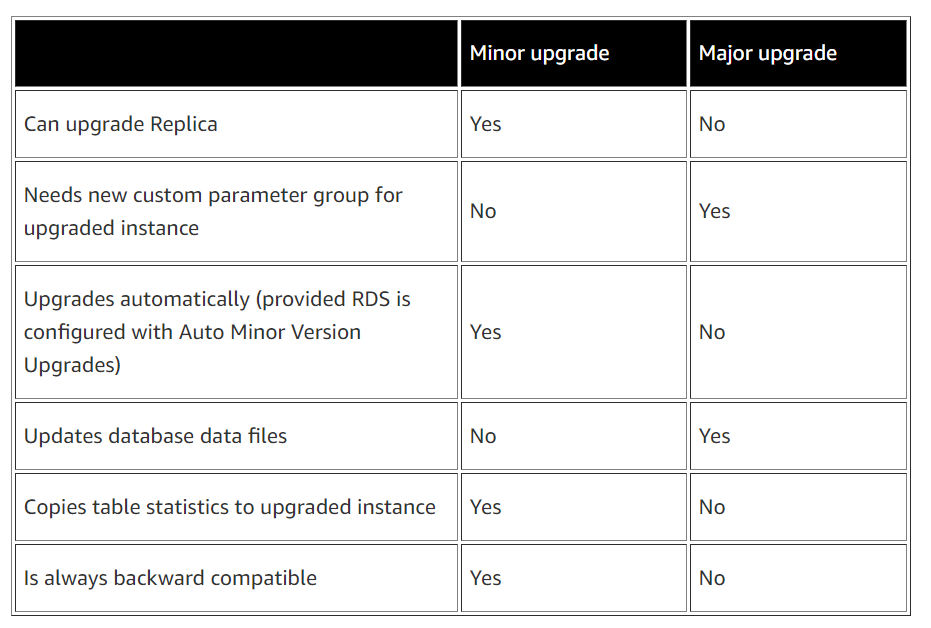 Minor upgrade Major upgrade
Can upgrade Replica Yes No
Needs new custom parameter group for
upgraded instance No Yes
Upgrades automatically (provided RDS is
configured with Auto Minor Version Yes No
Upgrades)
Updates database data files No Yes
Copies table statistics to upgraded instance Yes No
Is always backward compatible Yes No